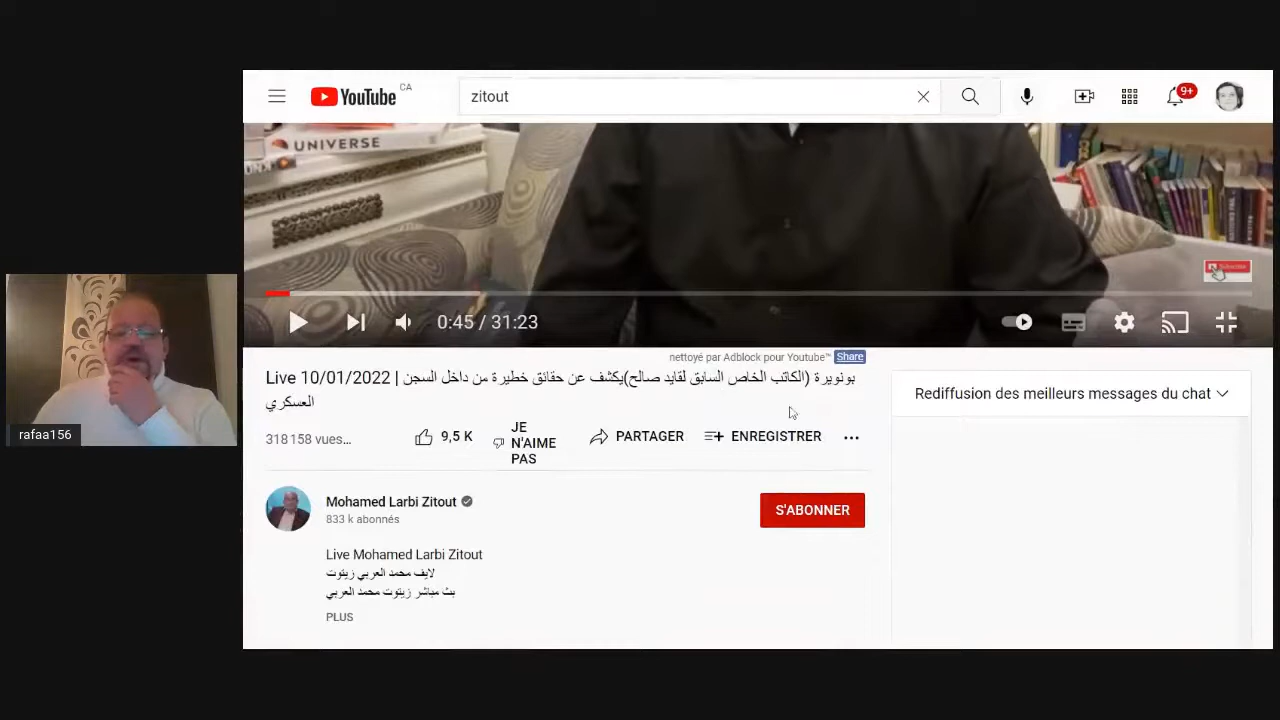 YouTube CA
zitout
9+
UNIVERSE
Subscribe
0:45 / 31:23
nettoyé par Adblock pour Youtube™ Share
Live 10/01/2022 | بونويرة (الكاتب الخاص السابق لقايد صالح)يكشف عن حقائق خطيرة من داخل السجن
العسكري
Rediffusion des meilleurs messages du chat
318 158 vues...
9,5 K
JE
N'AIME
PAS
PARTAGER
ENREGISTRER
rafaa156
Mohamed Larbi Zitout
833 k abonnés
S'ABONNER
Live Mohamed Larbi Zitout
لايف محمد العربي زيتوت
بث مباشر زيتوت محمد العربي
PLUS